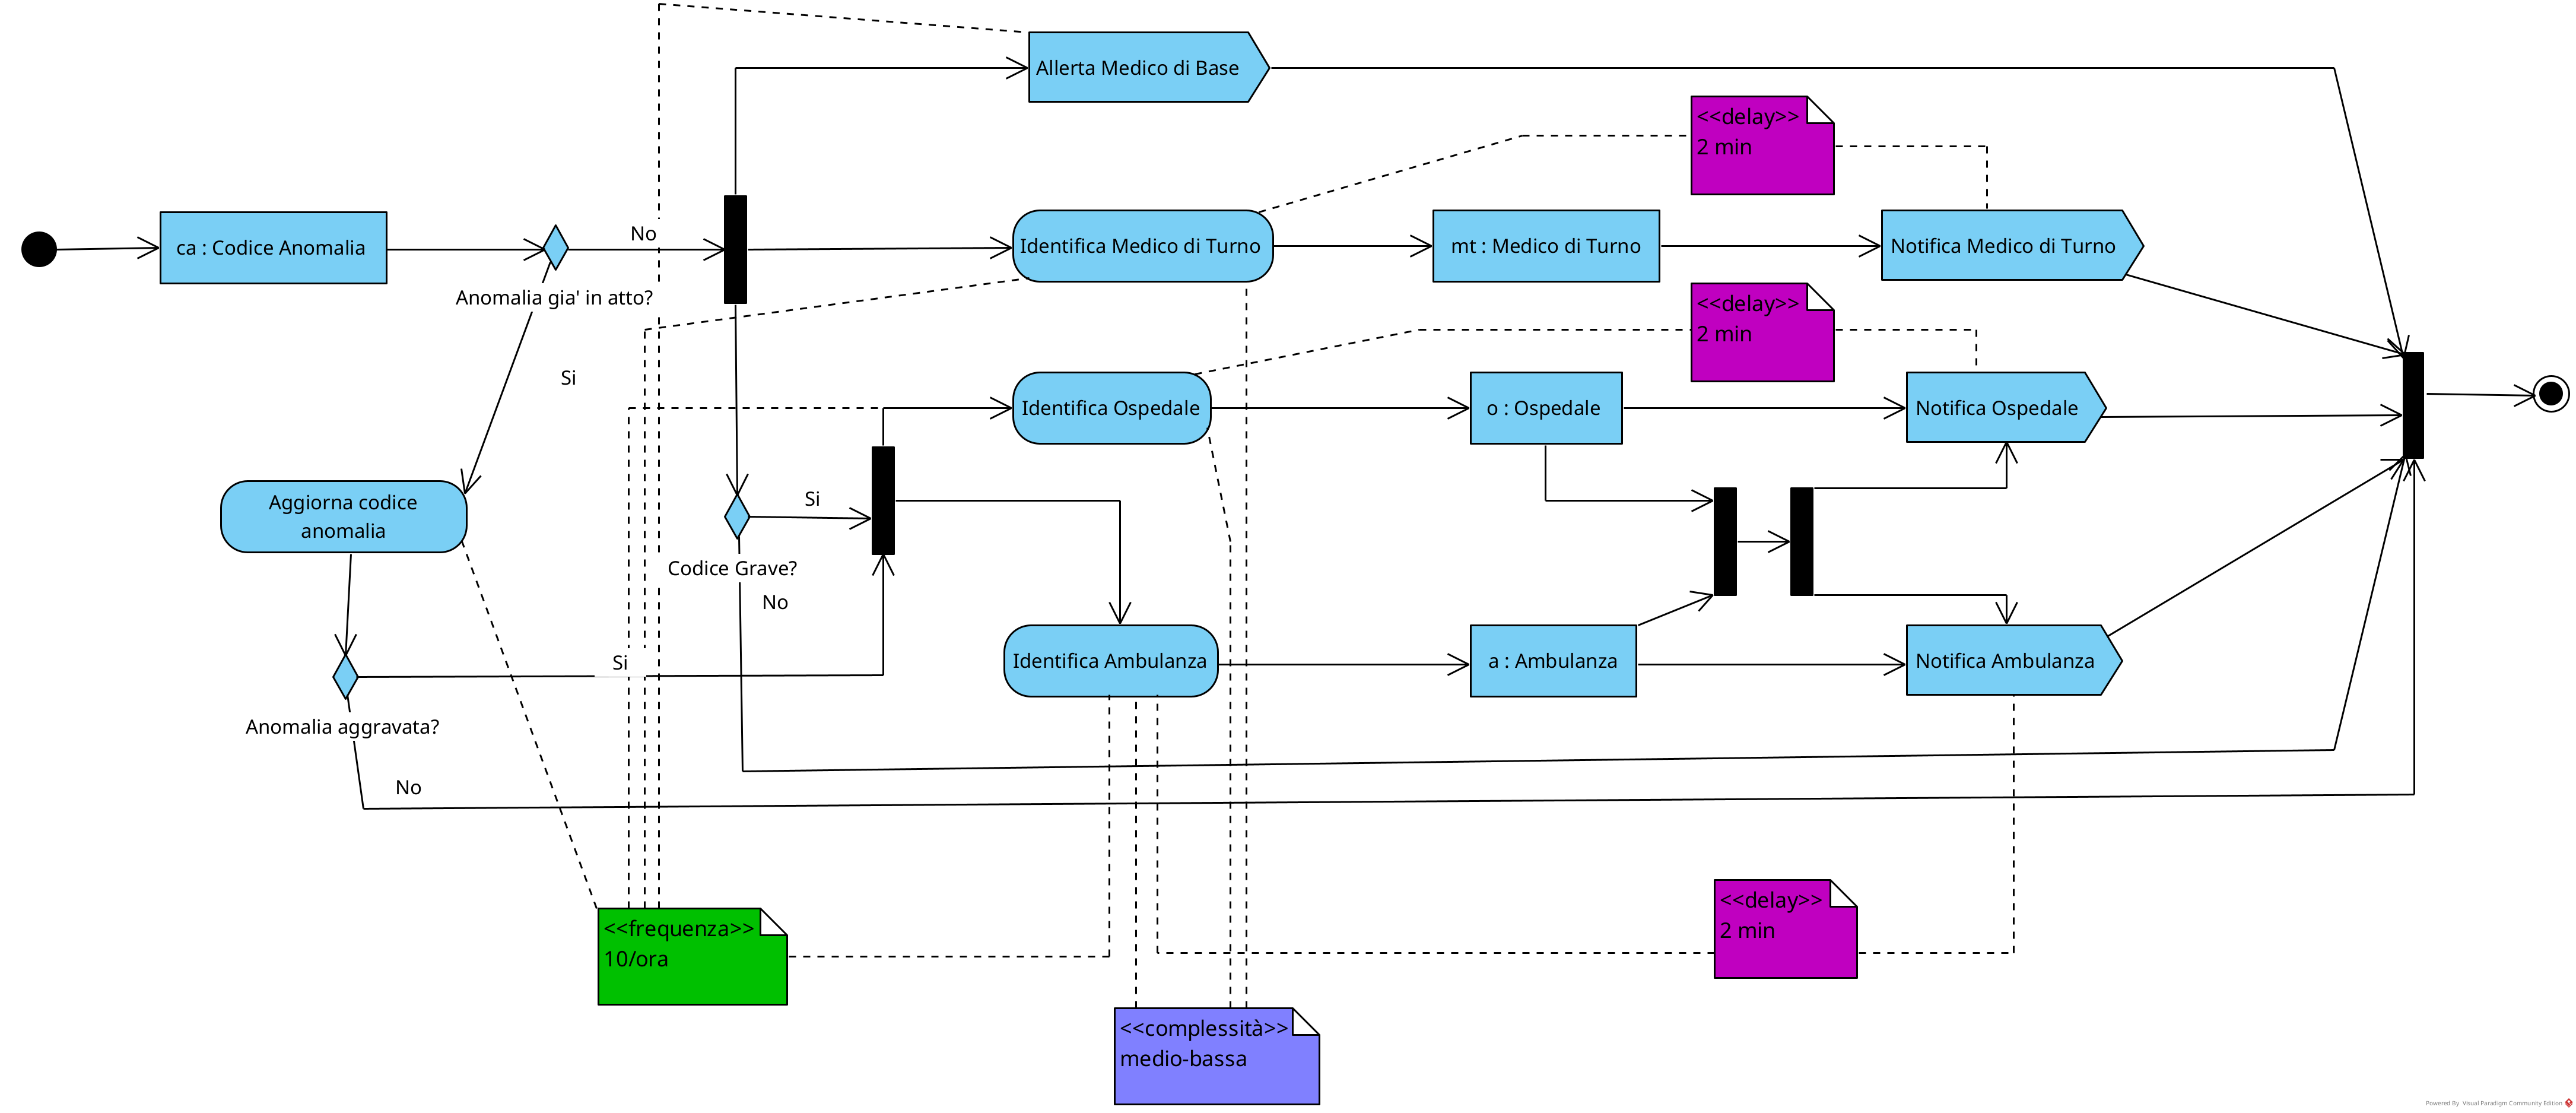 Allerta Medico di Base
<<delay>>
2 min
ca : Codice Anomalia
No
Identifica Medico di Turno
mt : Medico di Turno
Notifica Medico di Turno
Anomalia gia' in atto?
<<delay>>
2 min
Si
Identifica Ospedale
o : Ospedale
Notifica Ospedale
Aggiorna codice
anomalia
Si
Codice Grave?
No
Si
Identifica Ambulanza
a : Ambulanza
Notifica Ambulanza
Anomalia aggravata?
No
<<delay>>
2 min
<<frequenza>>
10/ora
<<complessità>>
medio-bassa
Powered By Visual Paradigm Community Edition